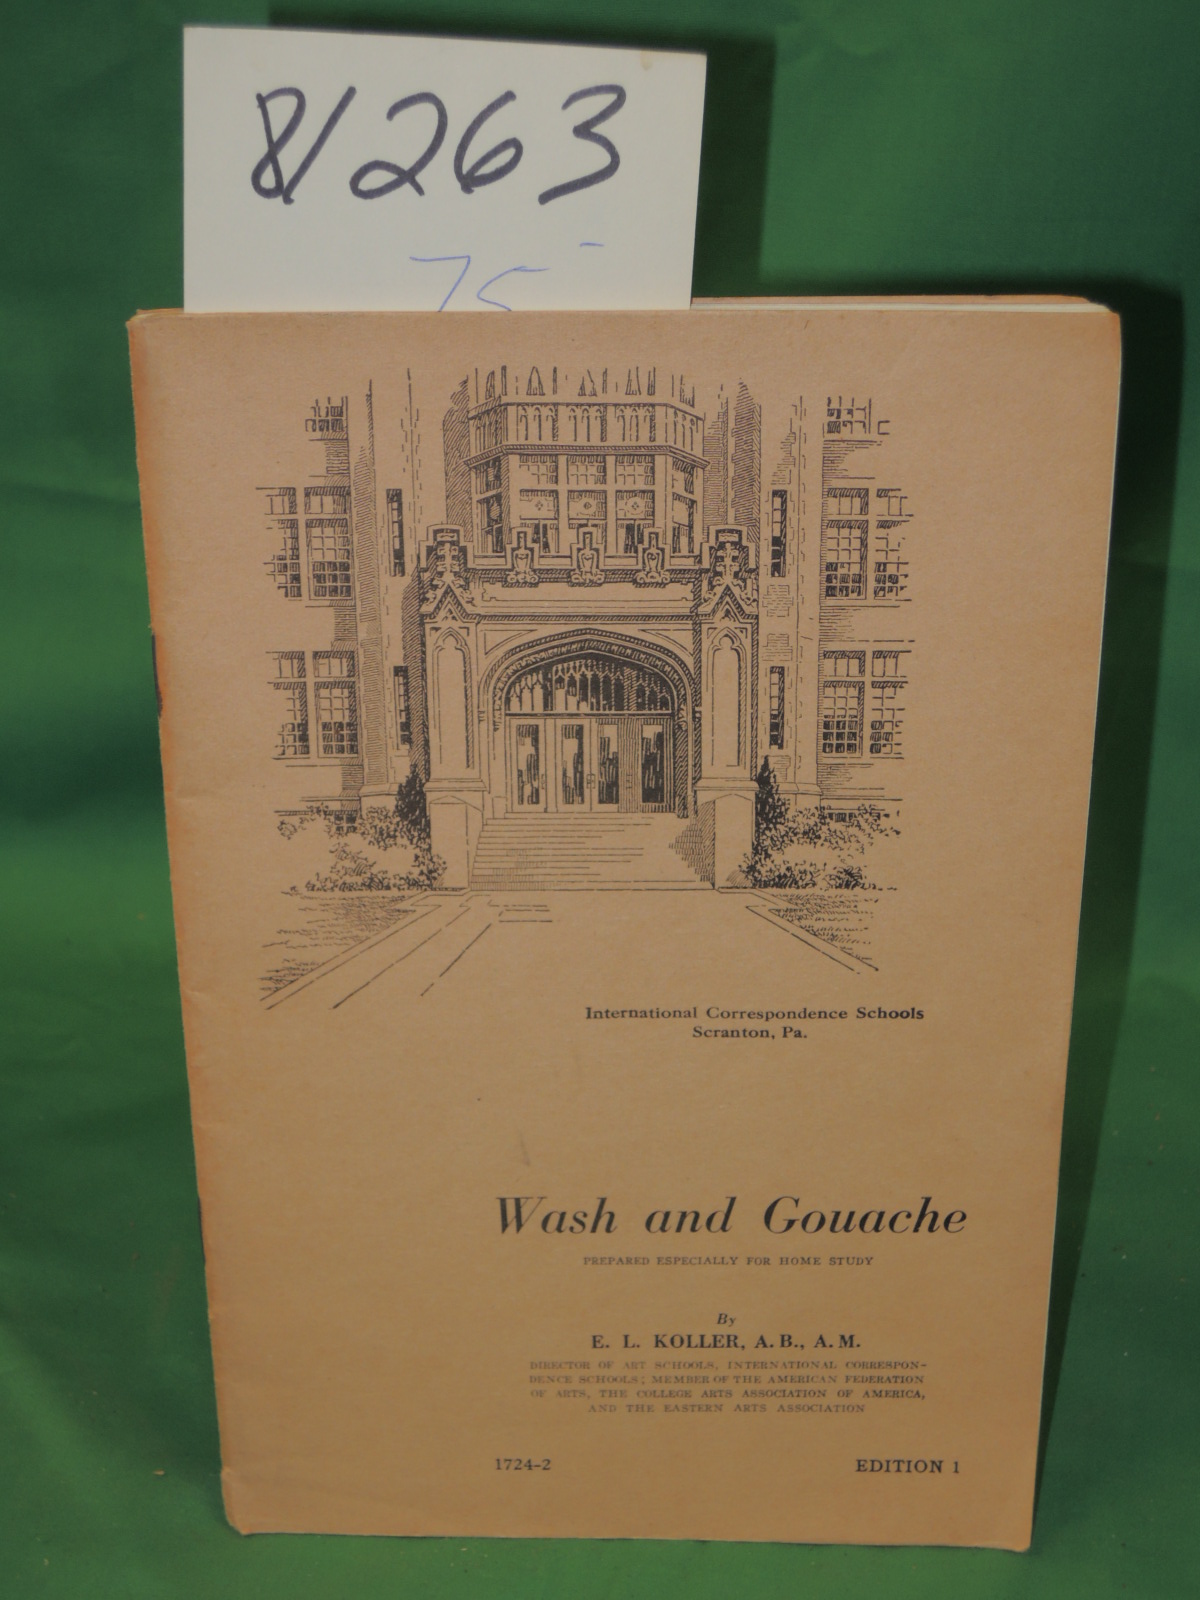 81263
75-
International Correspondence Schools
Scranton, Pa.
Wash and Gouache
PREPARED ESPECIALLY FOR HOME STUDY
By
E. L. KOLLER, A.B., A.M.
DIRECTOR OF ART SCHOOLS, INTERNATIONAL CORRESPON-
DENCE SCHOOLS; MEMBER OF THE AMERICAN FEDERATION
OF ARTS, THE COLLEGE ARTS ASSOCIATION OF AMERICA,
AND THE EASTERN ARTS ASSOCIATION
1724-2 EDITION 1